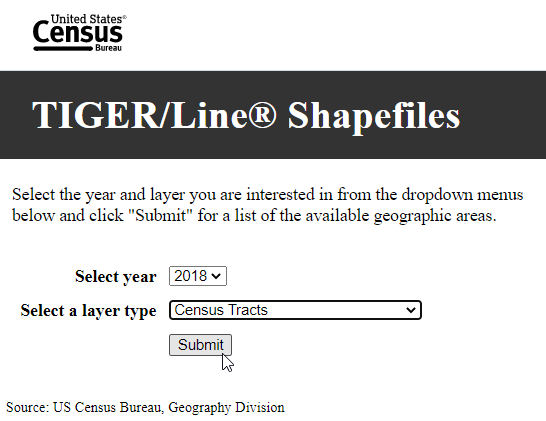 United States®
Census
Bureau
TIGER/Line® Shapefiles
Select the year and layer you are interested in from the dropdown menus
below and click "Submit" for a list of the available geographic areas.
Select year 2018
Select a layer type Census Tracts
Submit
Source: US Census Bureau, Geography Division